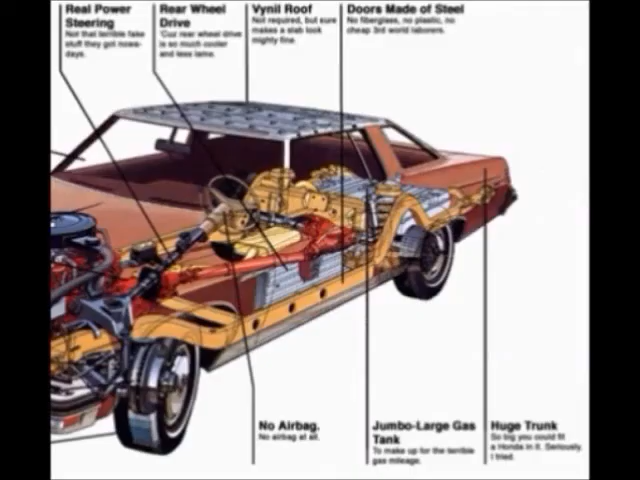 Real Power
Steering
Not that terrible fake
stuff they got nowa-
days.
Rear Wheel
Drive
'Cuz rear wheel drive
is so much cooler
and less lame.
Vynil Roof
Not required, but sure
makes a slab look
mighty fine.
Doors Made of Steel
No fiberglass, no plastic, no
cheap 3rd world laborers.
No Airbag.
No airbag at all.
Jumbo-Large Gas
Tank
To make up for the terrible
gas mileage.
Huge Trunk
So big you could fit
a Honda in it. Seriously.
I tried.